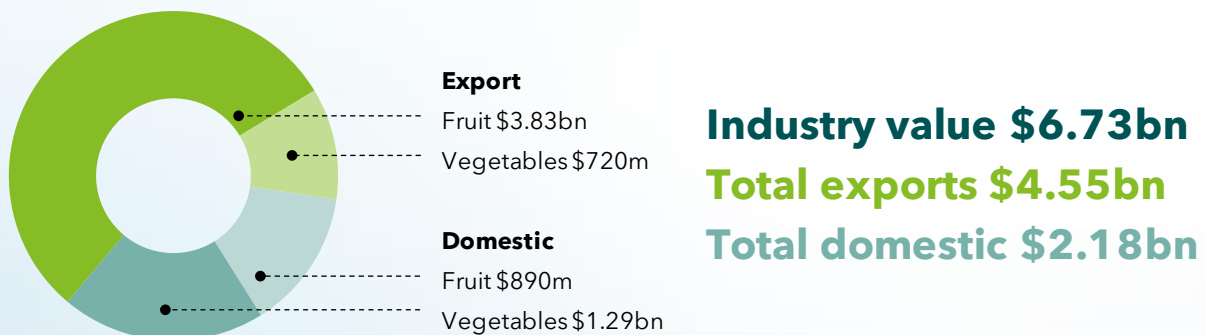 Export
Fruit $3.83bn
Vegetables $720m
Domestic
Fruit $890m
Vegetables $1.29bn
Industry value $6.73bn
Total exports $4.55bn
Total domestic $2.18bn